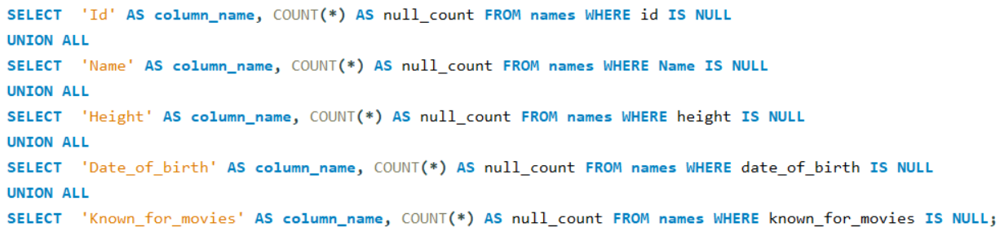 SELECT  'Id' AS column_name, COUNT(*) AS null_count FROM names WHERE id IS NULL
UNION ALL
SELECT  'Name' AS column_name, COUNT(*) AS null_count FROM names WHERE Name IS NULL
UNION ALL
SELECT  'Height' AS column_name, COUNT(*) AS null_count FROM names WHERE height IS NULL
UNION ALL
SELECT  'Date_of_birth' AS column_name, COUNT(*) AS null_count FROM names WHERE date_of_birth IS NULL
UNION ALL
SELECT  'Known_for_movies' AS column_name, COUNT(*) AS null_count FROM names WHERE known_for_movies IS NULL;